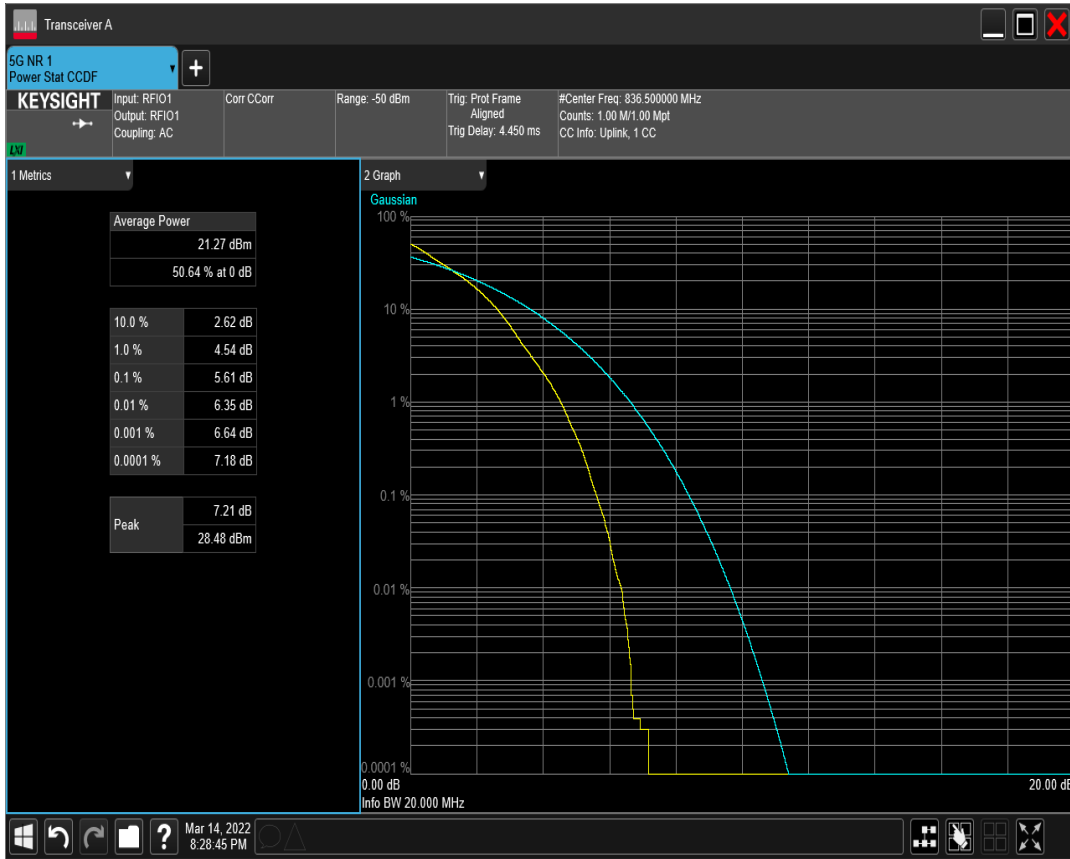 Transceiver A
5G NR 1
Power Stat CCDF
+
KEYSIGHT
LXI
Input: RFIO1
Output: RFIO1
Coupling: AC
Corr CCorr
Range: -50 dBm
Trig: Prot Frame
Aligned
Trig Delay: 4.450 ms
#Center Freq: 836.500000 MHz
Counts: 1.00 M/1.00 Mpt
CC Info: Uplink, 1 CC
1 Metrics
Average Power
21.27 dBm
50.64 % at 0 dB
10.0 % 2.62 dB
1.0 % 4.54 dB
0.1 % 5.61 dB
0.01 % 6.35 dB
0.001 % 6.64 dB
0.0001 % 7.18 dB
Peak 7.21 dB
28.48 dBm
2 Graph
Gaussian
100 %
10 %
1 %
0.1 %
0.01 %
0.001 %
0.0001 %
0.00 dB 20.00 dB
Info BW 20.000 MHz
?
Mar 14, 2022
8:28:45 PM